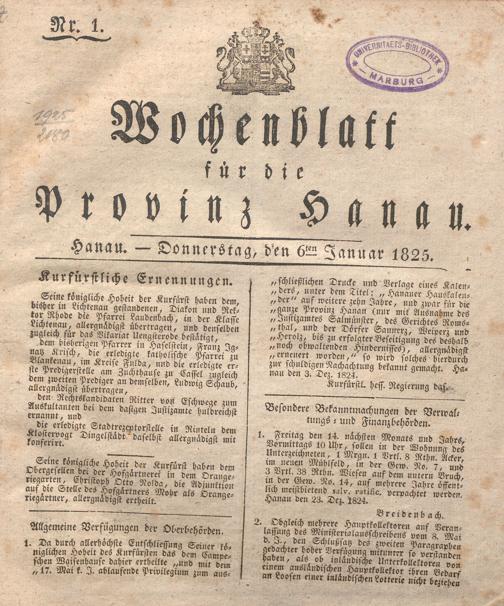 Nr. 1.
UNIVERSITAETS-BIBLIOTHEK
MARBURG
1925
2180
Wochenblatt
für die
Provinz Hanau.
Hanau. — Donnerstag, den 6ten Januar 1825.
Kurfürstliche Ernennungen.
Seine königliche Hoheit der Kurfürst haben dem,
bisher in Lichtenau gestandenen, Diakon und Rek-
tor Rhode die Pfarrei Laudenbach, in der Klasse
Lichtenau, allergnädigst übertragen, und denselben
zugleich für das Vikariat Uengsterode bestätigt,
dem bisherigen Pfarrer in Hofelstein, Franz Ig-
naz Krisch, die erledigte katholische Pfarrei zu
Blankenau, im Kreise Fulda, und die erledigte er-
ste Predigerstelle am Zuchthause zu Cassel zugleich
dem zweiten Prediger an demselben, Ludwig Schaub,
allergnädigst übertragen,
den Rechtskandidaten Ritter von Eschwege zum
Auskultanten bei dem dasigen Justizamte huldreichst
ernannt, und
die erledigte Stadtrezeptorstelle in Rinteln dem
Klostervogt Dingelstädt daselbst allergnädigst mit
konferirt.
Seine königliche Hoheit der Kurfürst haben dem
Obergesellen bei der Hofgärtnerei in dem Orange-
riegarten, Christoph Otto Nolda, die Adjunktion
auf die Stelle des Hofgärtners Mohr als Orange-
riegärtner, allergnädigst ertheilt.
Allgemeine Verfügungen der Oberbehörden.
1. Da durch allerhöchste Entschließung Seiner kö-
niglichen Hoheit des Kurfürsten das dem Campe-
schen Waisenhause dahier ertheilte „und mit dem
„17. Mai k. J. ablaufende Privilegium zum aus-
„schließlichen Drucke und Verlage eines Kalen-
„ders, unter dem Titel: „Hanauer Hauskalen-
„der“ auf weitere zehn Jahre, und zwar für die
„ganze Provinz Hanau (nur mit Ausnahme des
„Justizamts Salmünster, des Gerichts Romst-
„thal, und der Dörfer Sannerz, Weiperz und
„Herolz, bis zu erfolgter Beseitigung des deshalb
„noch obwaltenden Hindernisses), allergnädigst
„erneuert worden,“ so wird solches hierdurch
zur schuldigen Nachachtung bekannt gemacht. Ha-
nau den 3. Dez. 1824.
Kurfürstl. hess. Regierung das.
Besondere Bekanntmachungen der Verwal-
tungs- und Finanzbehörden.
1. Freitag den 14. nächsten Monats und Jahrs,
Vormittags 10 Uhr, sollen in der Wohnung des
Unterzeichneten, 1 Mrgn. 1 Vrtl. Rthn. Acker,
im neuen Mühlfeld, in der Gew. No. 7, und
3 Vrtl. 38 Rthn. Wiesen auf dem untern Bruch,
in der Gew. No. 14, auf mehrere Jahre öffent-
lich meistbietend salv. ratific. verpachtet werden.
Hanau den 23. Dez. 1824.
Breidenbach.
2. Obgleich mehrere Hauptkollektoren auf Veran-
lassung des Ministerialausschreibens vom 8. Mai
d. J., den Schlußsatz des zweiten Paragraphen
gedachter hoher Verfügung mitunter so verstanden
haben, als ob inländische Unterkollektoren von
einem ausländischen Hauptkollektor ihren Bedarf
an Loosen einer inländischen Lotterie nicht beziehen